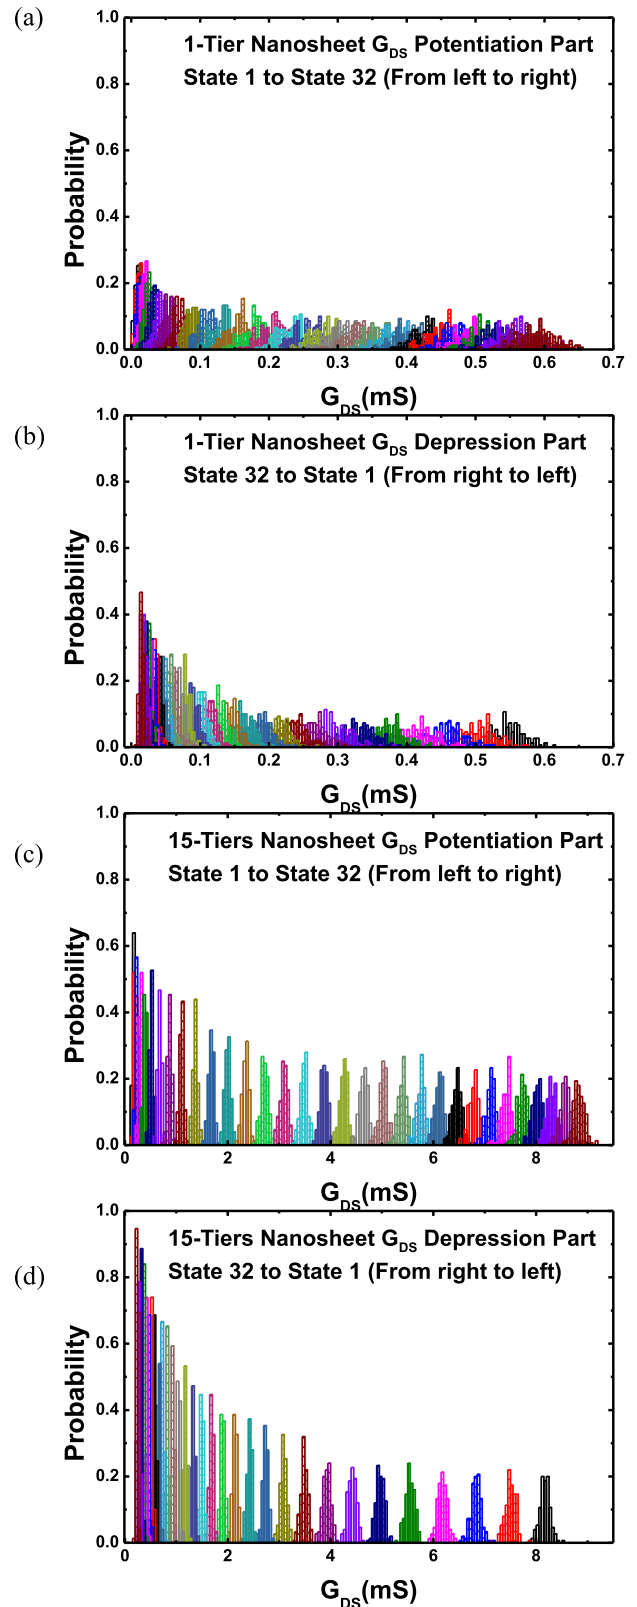 (a)
1-Tier Nanosheet G_DS Potentiation Part
State 1 to State 32 (From left to right)
Probability
1.0
0.8
0.6
0.4
0.2
0.0
0.0 0.1 0.2 0.3 0.4 0.5 0.6 0.7
G_DS(mS)
(b)
1-Tier Nanosheet G_DS Depression Part
State 32 to State 1 (From right to left)
Probability
1.0
0.8
0.6
0.4
0.2
0.0
0.0 0.1 0.2 0.3 0.4 0.5 0.6 0.7
G_DS(mS)
(c)
15-Tiers Nanosheet G_DS Potentiation Part
State 1 to State 32 (From left to right)
Probability
1.0
0.8
0.6
0.4
0.2
0.0
0 2 4 6 8
G_DS(mS)
(d)
15-Tiers Nanosheet G_DS Depression Part
State 32 to State 1 (From right to left)
Probability
1.0
0.8
0.6
0.4
0.2
0.0
0 2 4 6 8
G_DS(mS)